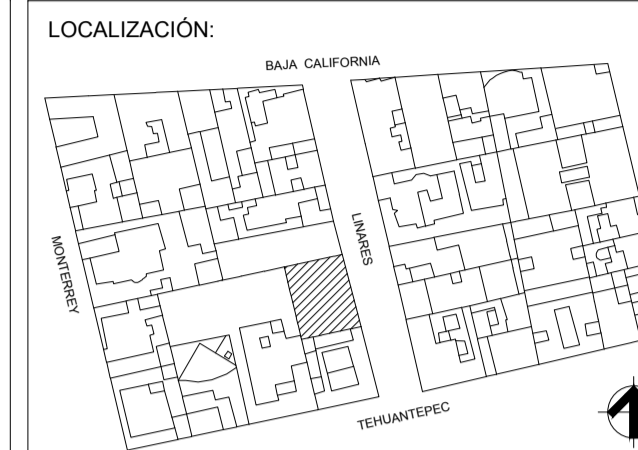 LOCALIZACIÓN:
BAJA CALIFORNIA
LINARES
MONTERREY
TEHUANTEPEC